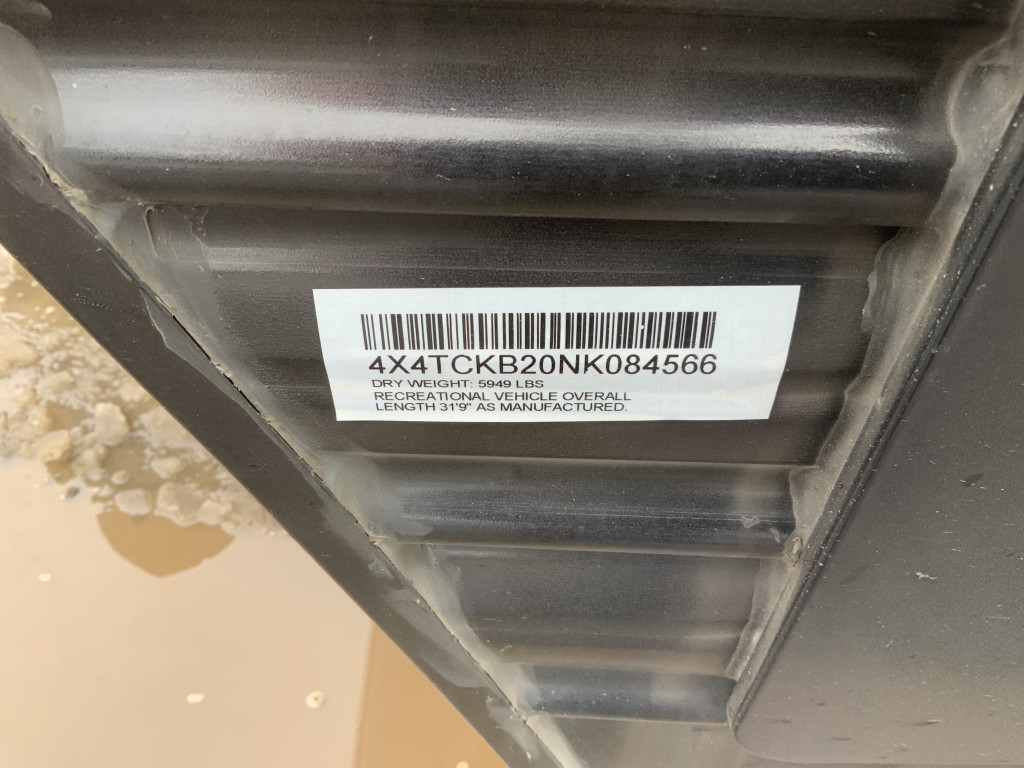 4X4TCKB20NK084566
DRY WEIGHT: 5949 LBS
RECREATIONAL VEHICLE OVERALL
LENGTH 31'9" AS MANUFACTURED.